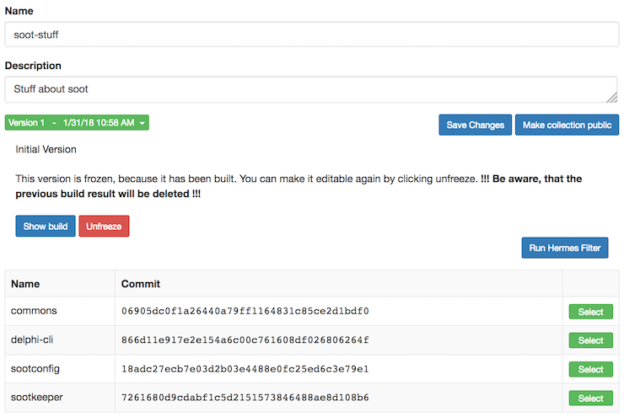 Name
soot-stuff
Description
Stuff about soot
Version 1 - 1/31/18 10:58 AM
Save Changes Make collection public
Initial Version
This version is frozen, because it has been built. You can make it editable again by clicking unfreeze. !!! Be aware, that the
previous build result will be deleted !!!
Show build Unfreeze
Run Hermes Filter
Name Commit
commons 06905dc0f1a26440a79ff1164831c85ce2d1bdf0 Select
delphi-cli 866d11e917e2e154a6c00c761608df026806264f Select
sootconfig 18adc27ecb7e03d2b03e4488e0fc25ed6c3e79e1 Select
sootkeeper 7261680d9cdabf1c5d2151573846488ae8d108b6 Select